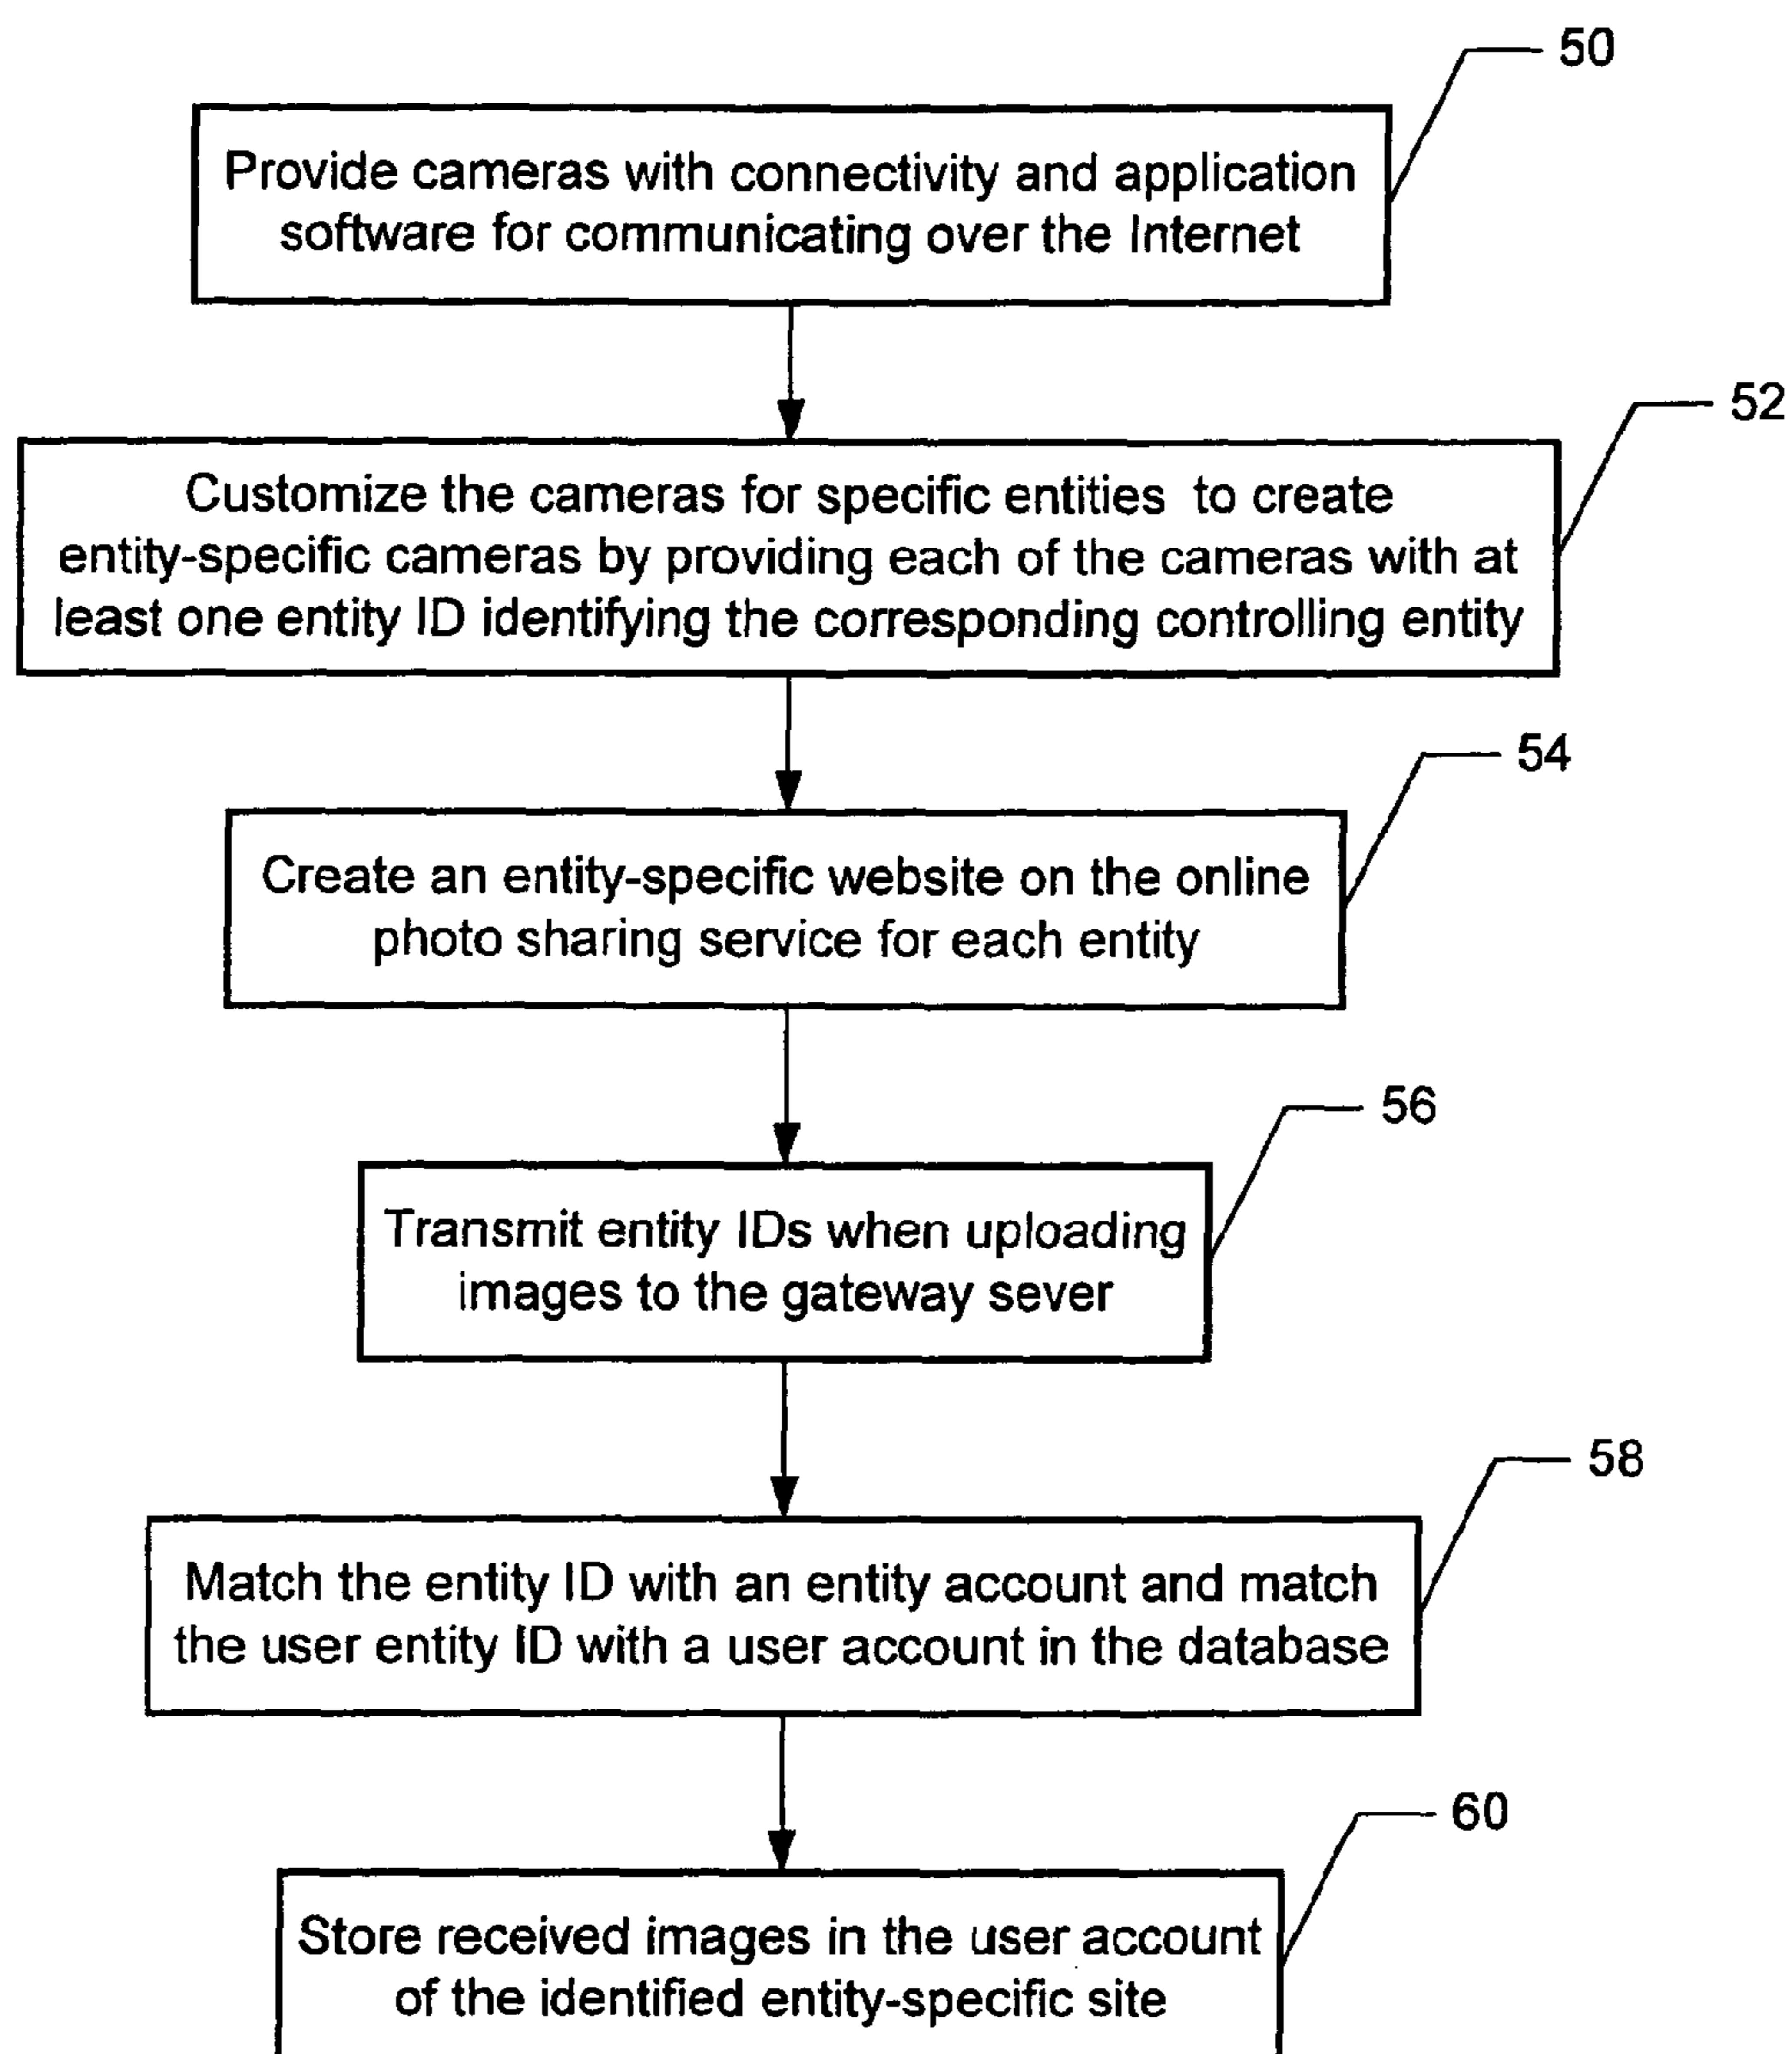 50
Provide cameras with connectivity and application
software for communicating over the Internet
52
Customize the cameras for specific entities to create
entity-specific cameras by providing each of the cameras with at
least one entity ID identifying the corresponding controlling entity
54
Create an entity-specific website on the online
photo sharing service for each entity
56
Transmit entity IDs when uploading
images to the gateway sever
58
Match the entity ID with an entity account and match
the user entity ID with a user account in the database
60
Store received images in the user account
of the identified entity-specific site